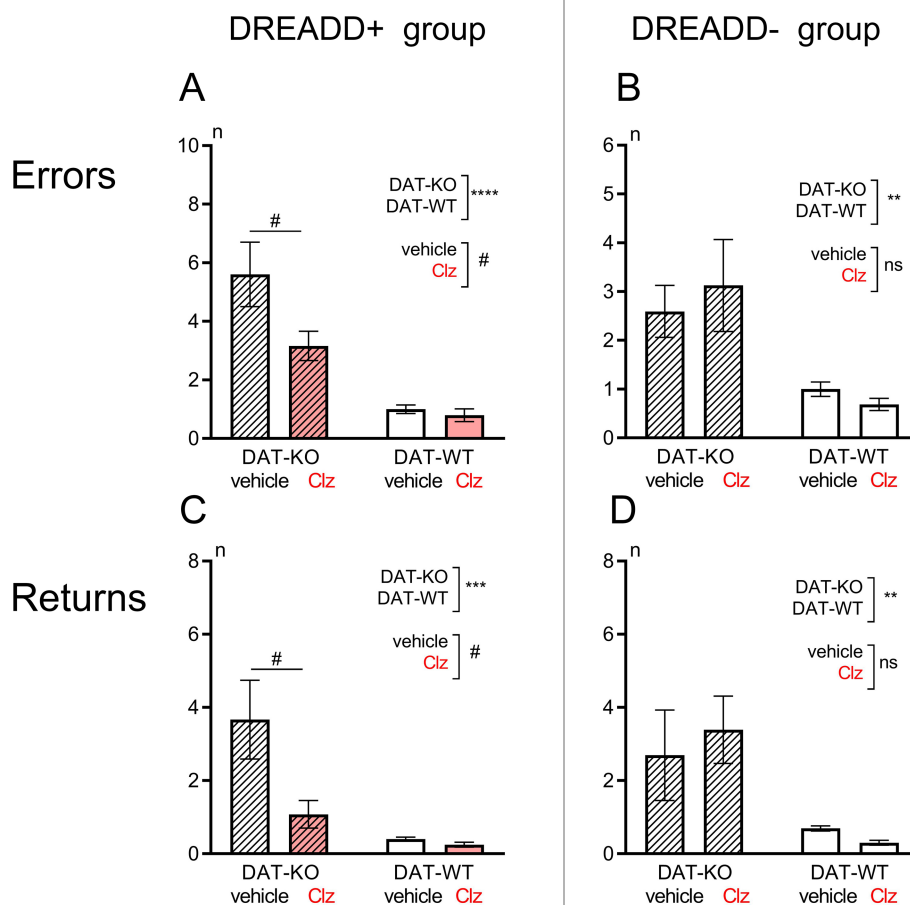 DREADD+ group
DREADD- group
A
B
Errors
n
10
8
6
4
2
0
#
DAT-KO
DAT-WT
****
vehicle
Clz
#
DAT-KO
DAT-WT
vehicle Clz
vehicle Clz
n
6
5
4
3
2
1
0
DAT-KO
DAT-WT
**
vehicle
Clz
ns
DAT-KO
DAT-WT
vehicle Clz
vehicle Clz
C
D
Returns
n
8
6
4
2
0
#
DAT-KO
DAT-WT
***
vehicle
Clz
#
DAT-KO
DAT-WT
vehicle Clz
vehicle Clz
n
8
6
4
2
0
DAT-KO
DAT-WT
**
vehicle
Clz
ns
DAT-KO
DAT-WT
vehicle Clz
vehicle Clz